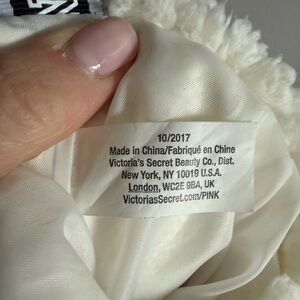 10/2017
Made in China/Fabriqué en Chine
Victoria's Secret Beauty Co., Dist.
New York, NY 10019 U.S.A.
London, WC2E 9BA, UK
VictoriasSecret.com/PINK